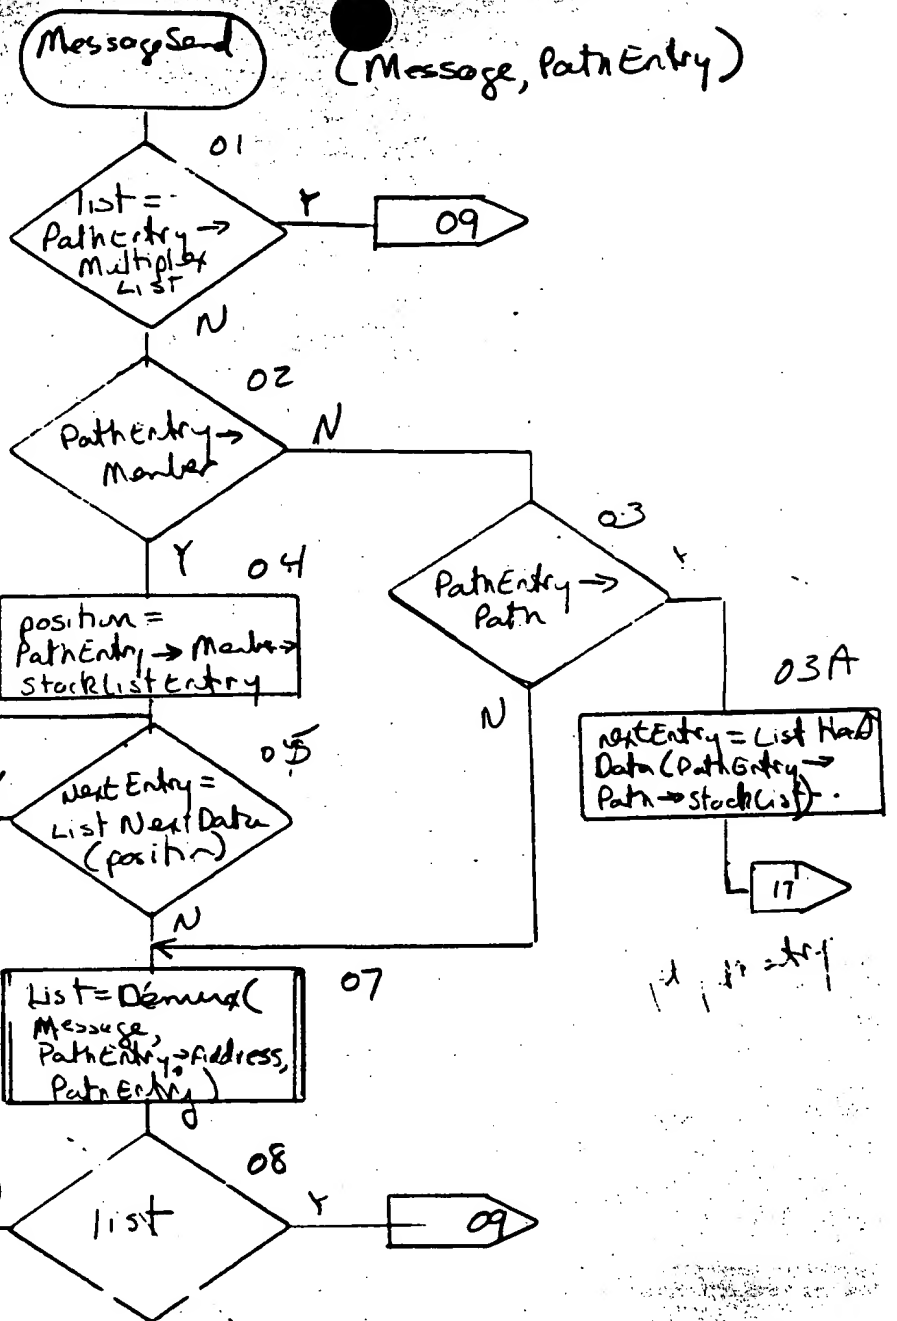 MessageSend
(Message, PathEntry)
01
list =
PathEntry →
Multiplex
List
Y
09
N
02
PathEntry →
Member
N
Y
03
PathEntry →
Path
Y
N
04
position =
PathEntry → Member →
StackListEntry
03A
nextEntry = List Head
Data (PathEntry →
Path → StackList)
17
05
NextEntry =
List Next Data
(position)
N
07
List = Demux(
Message,
PathEntry → Address,
PathEntry)
08
list
Y
09